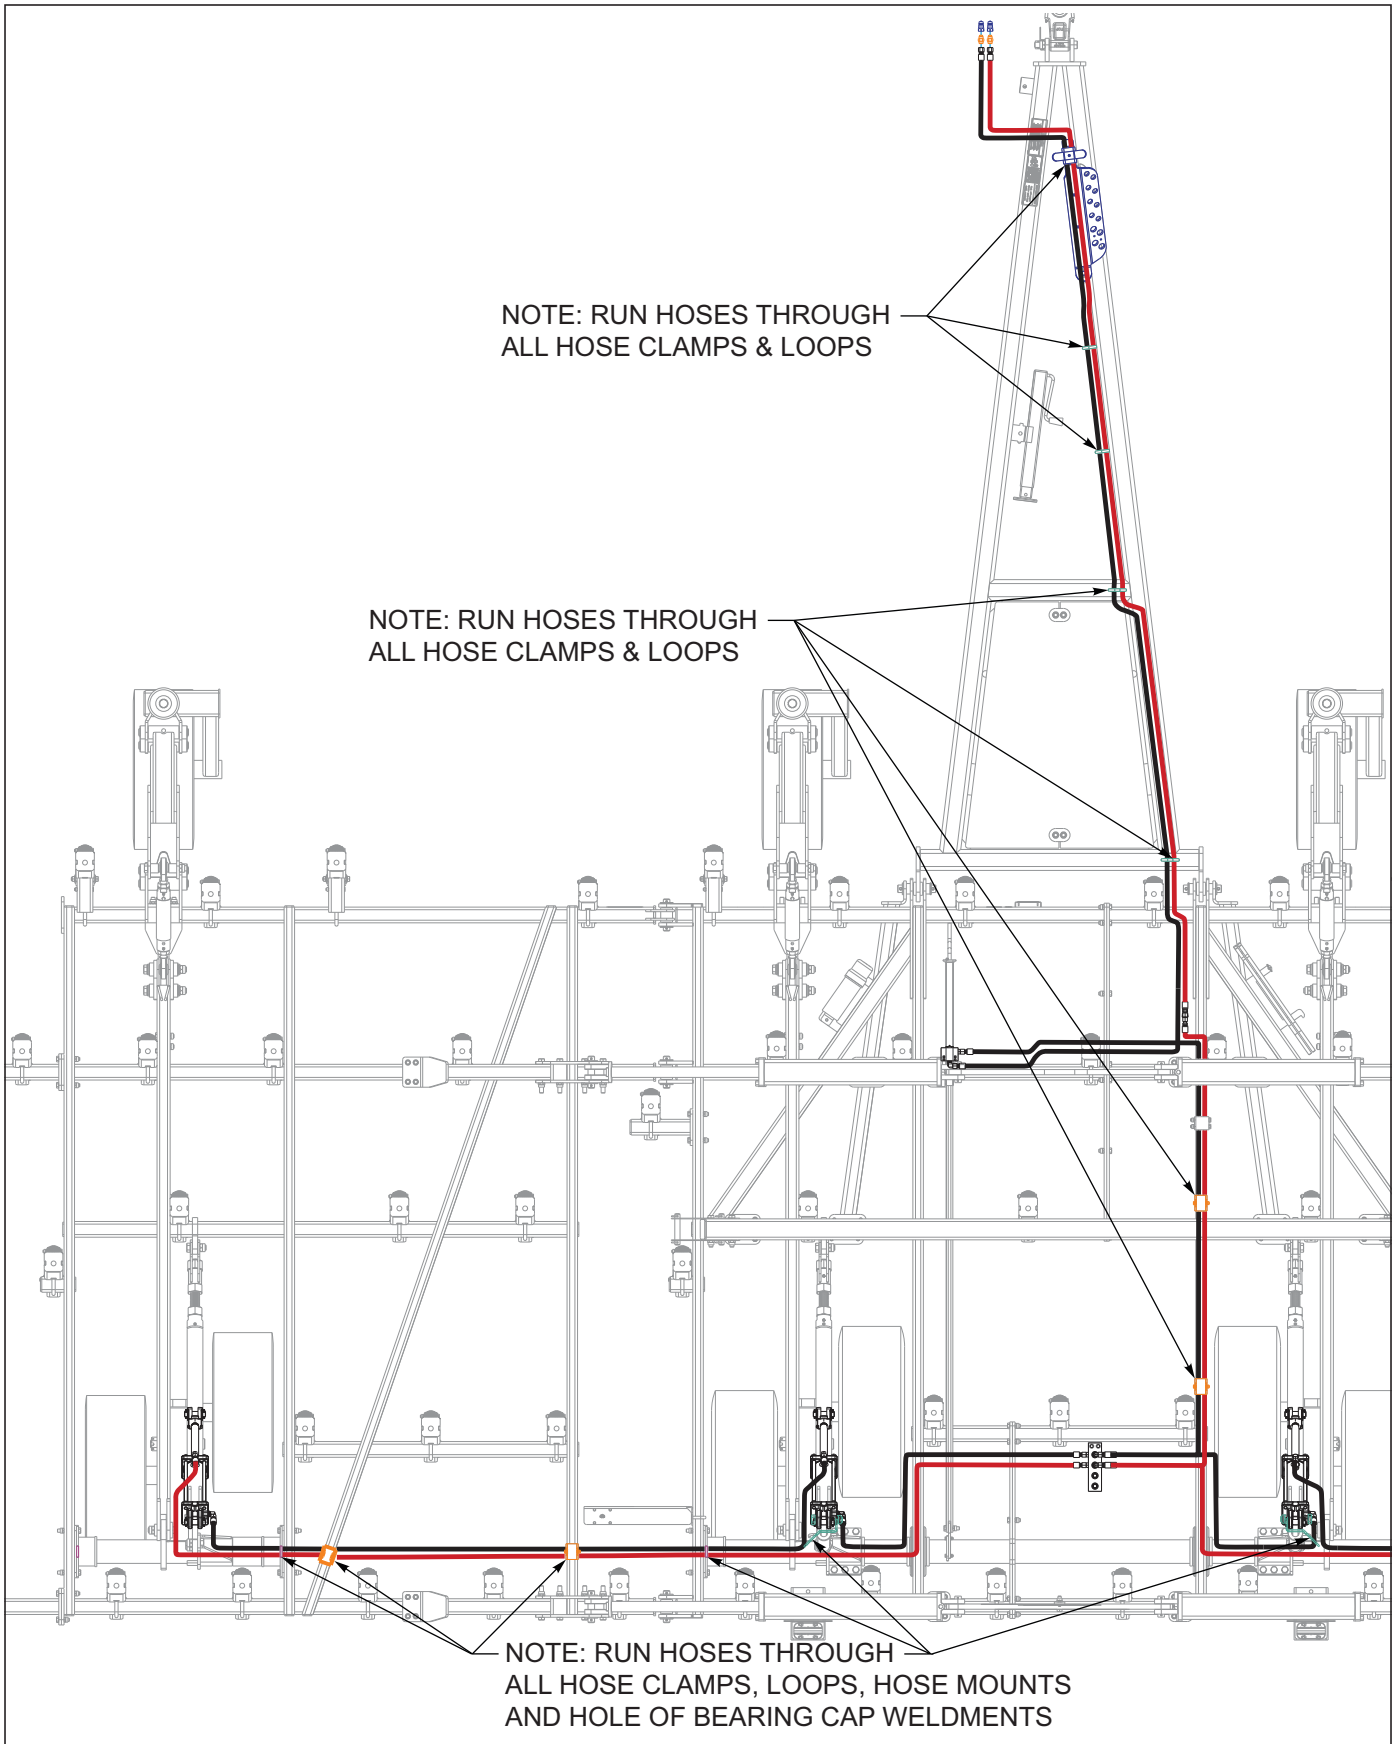 NOTE: RUN HOSES THROUGH
ALL HOSE CLAMPS & LOOPS
NOTE: RUN HOSES THROUGH
ALL HOSE CLAMPS & LOOPS
NOTE: RUN HOSES THROUGH
ALL HOSE CLAMPS, LOOPS, HOSE MOUNTS
AND HOLE OF BEARING CAP WELDMENTS